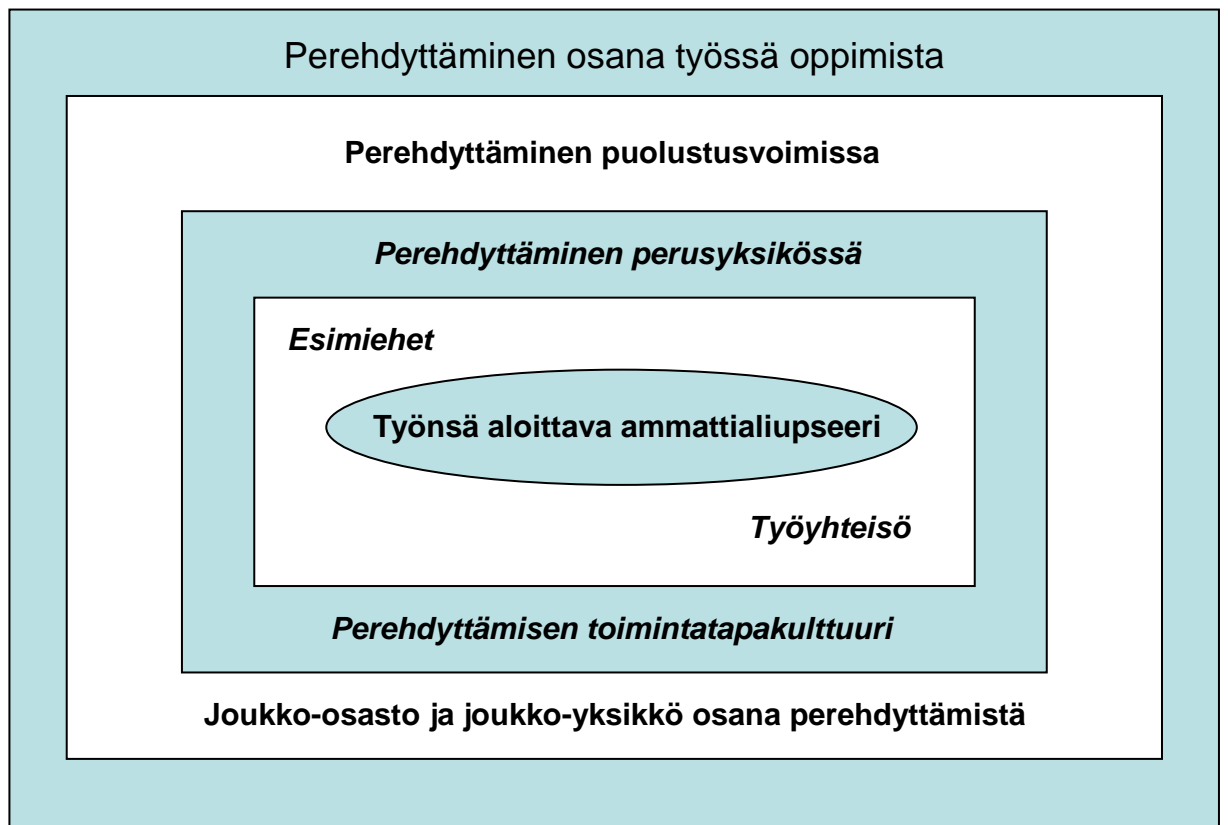 Perehdyttäminen osana työssä oppimista
Perehdyttäminen puolustusvoimissa
Perehdyttäminen perusyksikössä
Esimiehet
Työnsä aloittava ammattialiupseeri
Työyhteisö
Perehdyttämisen toimintatapakulttuuri
Joukko-osasto ja joukko-yksikkö osana perehdyttämistä